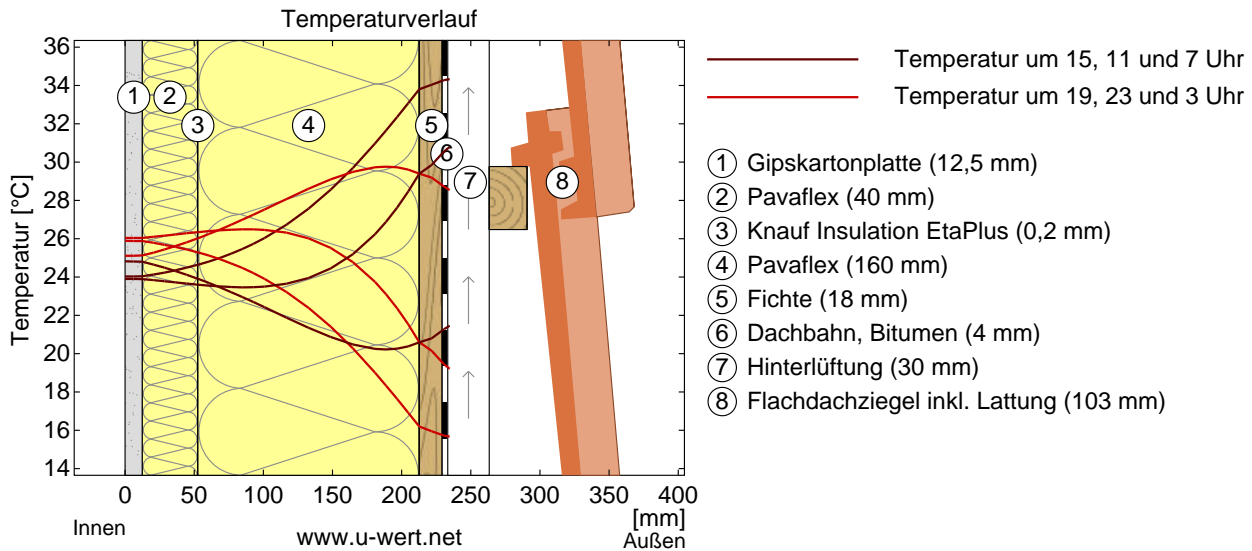 Temperaturverlauf
Temperatur [°C]
36
34
32
30
28
26
24
22
20
18
16
14
1
2
3
4
5
6
7
8
0 50 100 150 200 250 300 350 400
[mm]
Innen www.u-wert.net Außen
Temperatur um 15, 11 und 7 Uhr
Temperatur um 19, 23 und 3 Uhr
1 Gipskartonplatte (12,5 mm)
2 Pavaflex (40 mm)
3 Knauf Insulation EtaPlus (0,2 mm)
4 Pavaflex (160 mm)
5 Fichte (18 mm)
6 Dachbahn, Bitumen (4 mm)
7 Hinterlüftung (30 mm)
8 Flachdachziegel inkl. Lattung (103 mm)